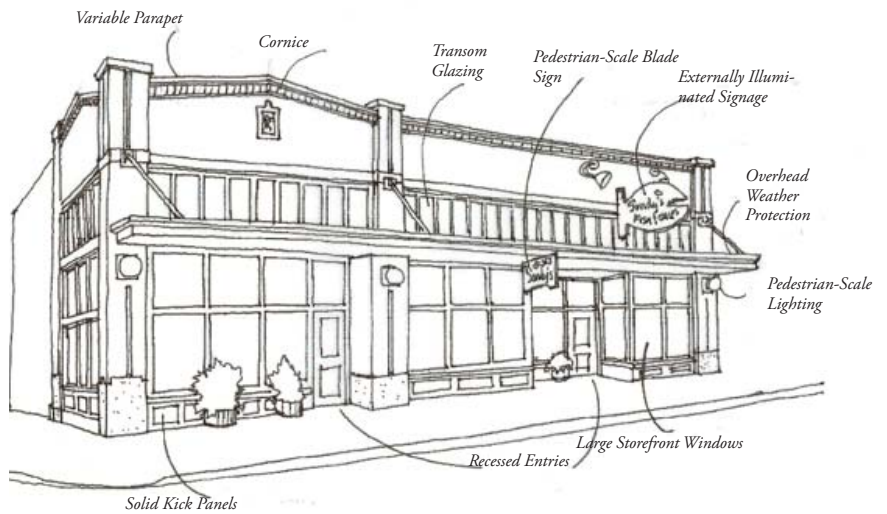 Variable Parapet
Cornice
Transom
Glazing
Pedestrian-Scale Blade
Sign
Externally Illumi-
nated Signage
Overhead
Weather
Protection
Pedestrian-Scale
Lighting
Large Storefront Windows
Recessed Entries
Solid Kick Panels